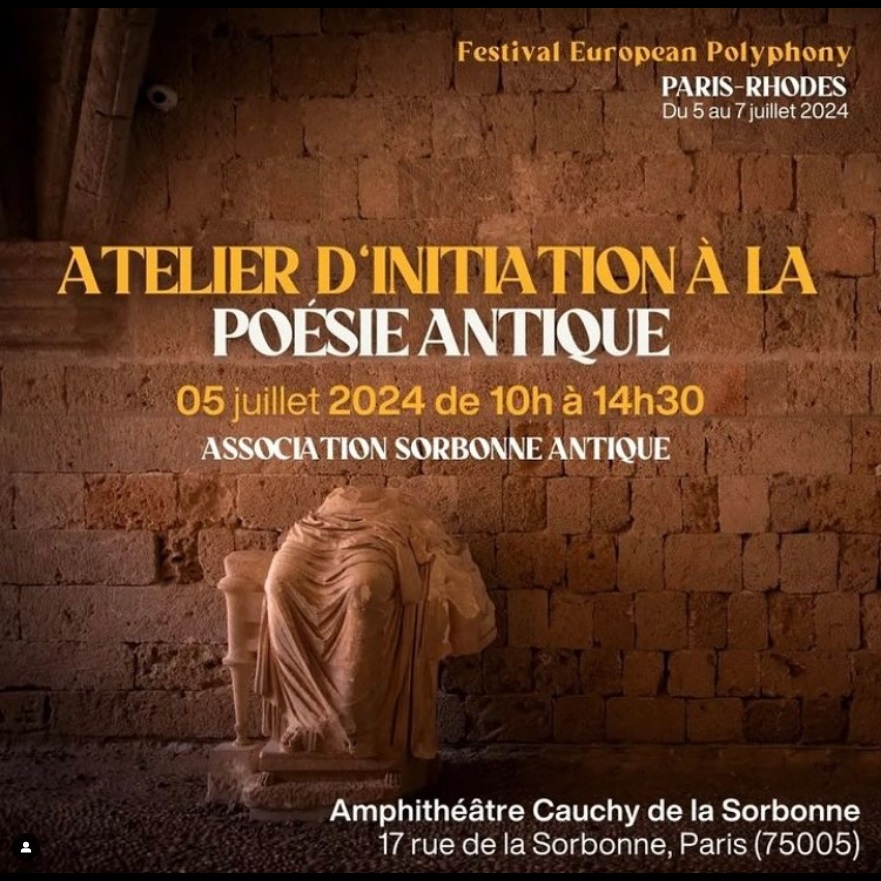 Festival European Polyphony
PARIS-RHODES
Du 5 au 7 juillet 2024
ATELIER D'INITIATION À LA
POÉSIE ANTIQUE
05 juillet 2024 de 10h à 14h30
ASSOCIATION SORBONNE ANTIQUE
Amphithéâtre Cauchy de la Sorbonne
17 rue de la Sorbonne, Paris (75005)